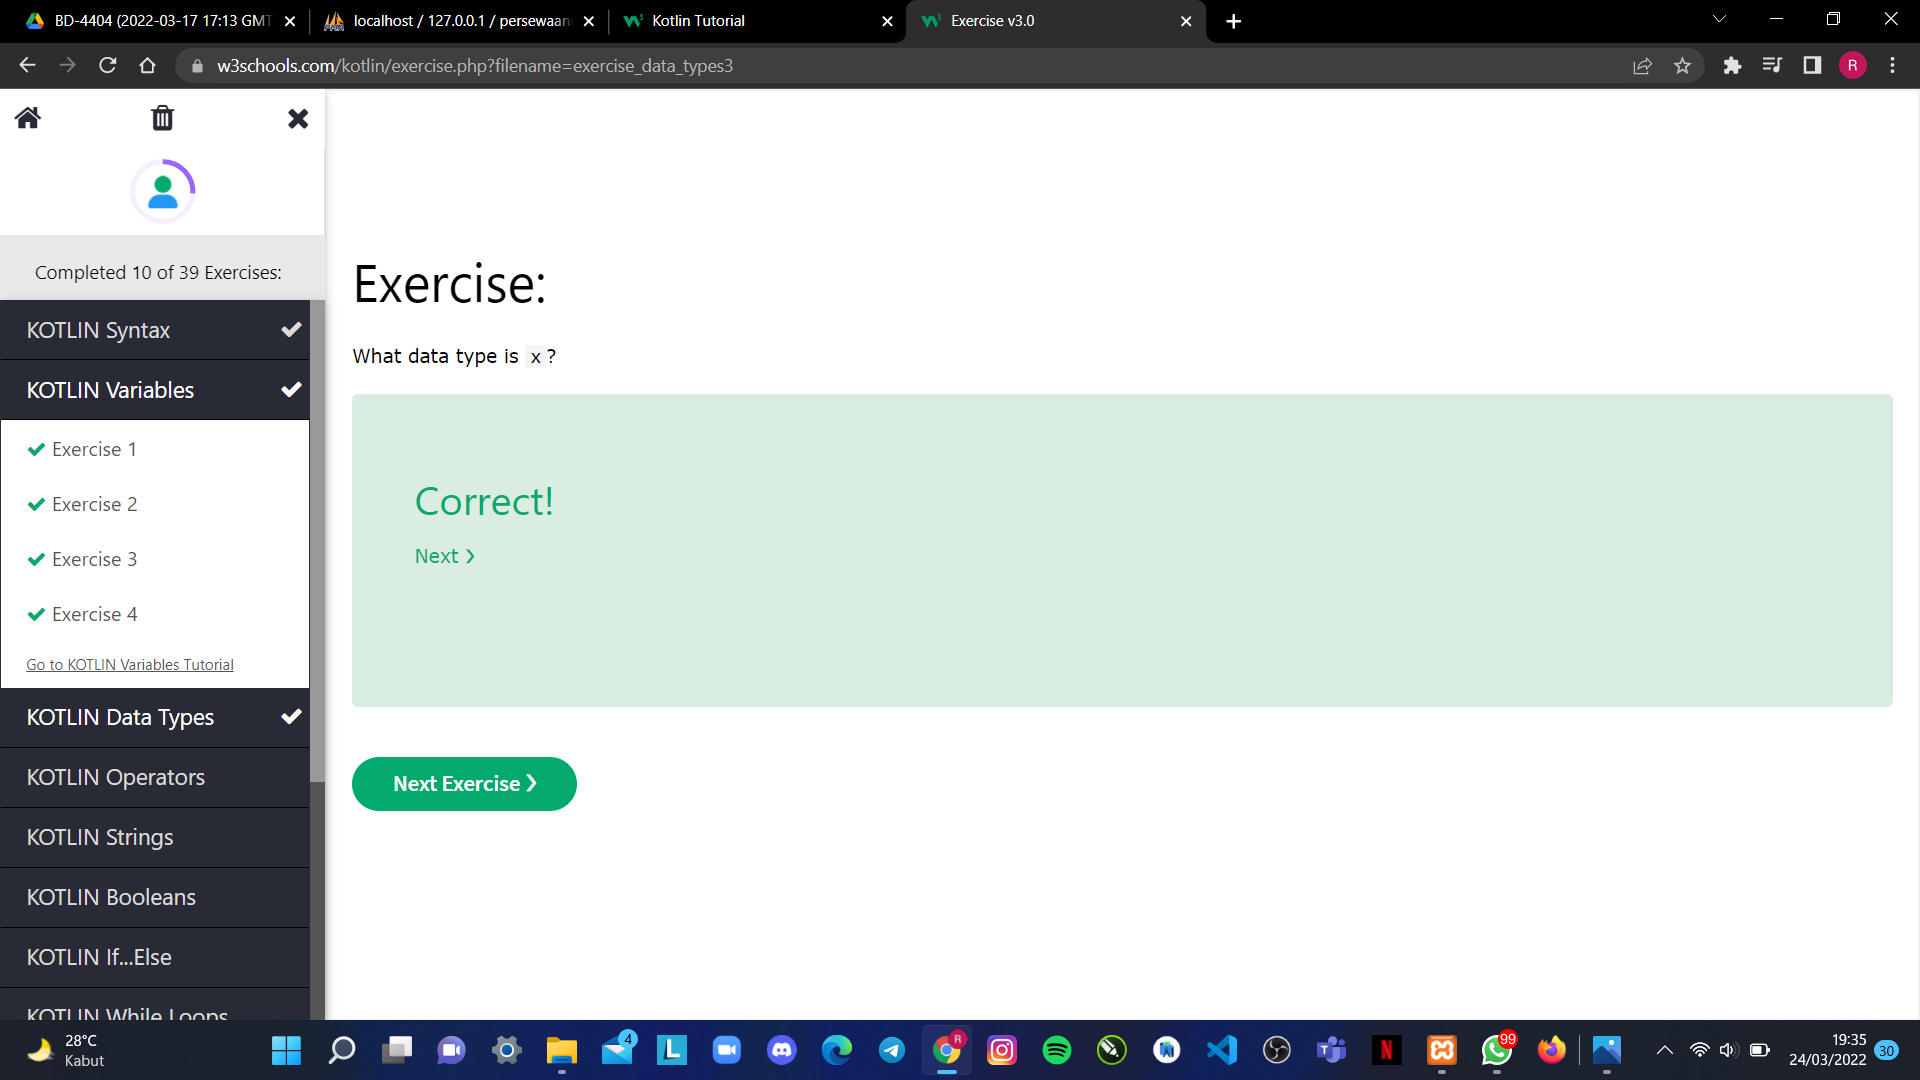 BD-4404 (2022-03-17 17:13 GMT
localhost / 127.0.0.1 / persewaan
Kotlin Tutorial
Exercise v3.0
w3schools.com/kotlin/exercise.php?filename=exercise_data_types3
R
Completed 10 of 39 Exercises:
KOTLIN Syntax
KOTLIN Variables
Exercise 1
Exercise 2
Exercise 3
Exercise 4
Go to KOTLIN Variables Tutorial
KOTLIN Data Types
KOTLIN Operators
KOTLIN Strings
KOTLIN Booleans
KOTLIN If...Else
KOTLIN While Loops
Exercise:
What data type is x?
Correct!
Next ❯
Next Exercise ❯
28°C
Kabut
4
L
R
N
99
19:35
24/03/2022
30